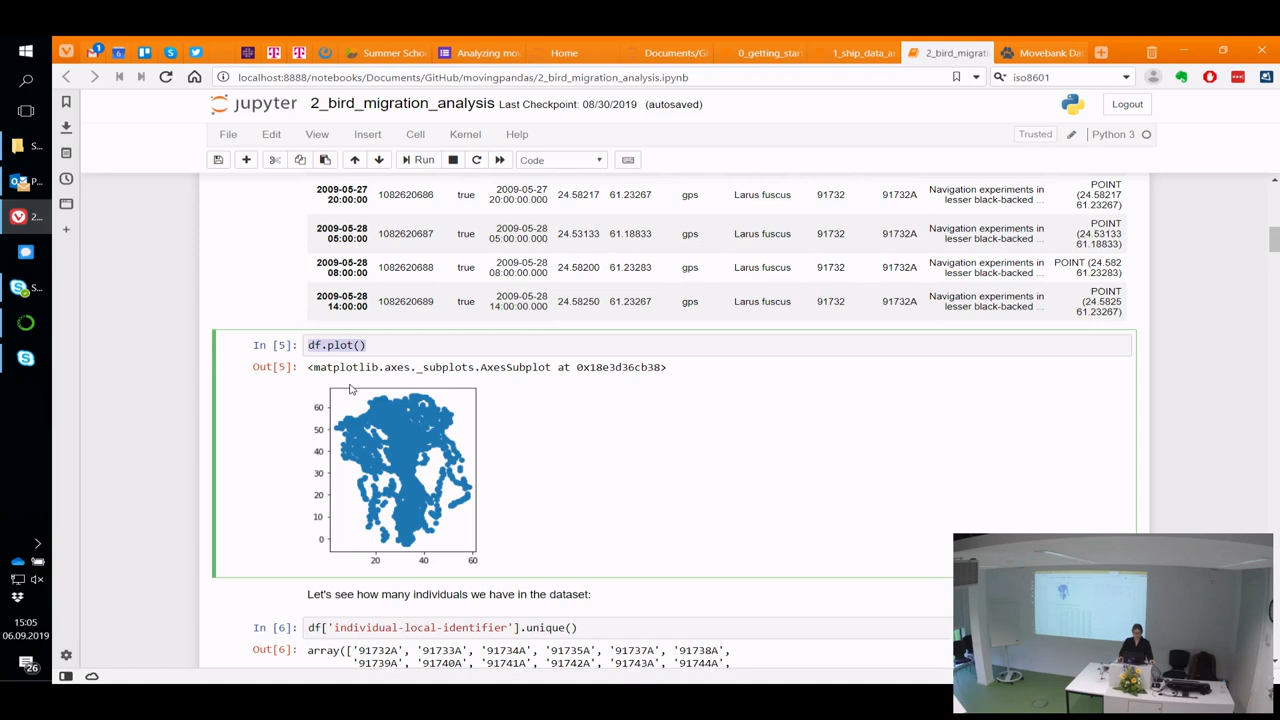 1
6
Summer Scho
Analyzing mov
Home
Documents/Gi
0_getting_star
1_ship_data_an
2_bird_migrati
Movebank Dat
localhost:8888/notebooks/Documents/GitHub/movingpandas/2_bird_migration_analysis.ipynb
iso8601
jupyter 2_bird_migration_analysis Last Checkpoint: 08/30/2019 (autosaved)
Logout
File Edit View Insert Cell Kernel Help
Trusted Python 3
Run Code
2009-05-27 20:00:00 1082620686 true 2009-05-27 20:00:00.000 24.58217 61.23267 gps Larus fuscus 91732 91732A Navigation experiments in lesser black-backed ... POINT (24.58217 61.23267)
2009-05-28 05:00:00 1082620687 true 2009-05-28 05:00:00.000 24.53133 61.18833 gps Larus fuscus 91732 91732A Navigation experiments in lesser black-backed ... POINT (24.53133 61.18833)
2009-05-28 08:00:00 1082620688 true 2009-05-28 08:00:00.000 24.58200 61.23283 gps Larus fuscus 91732 91732A Navigation experiments in lesser black-backed ... POINT (24.582 61.23283)
2009-05-28 14:00:00 1082620689 true 2009-05-28 14:00:00.000 24.58250 61.23267 gps Larus fuscus 91732 91732A Navigation experiments in lesser black-backed ... POINT (24.5825 61.23267)
In [5]: df.plot()
Out[5]: <matplotlib.axes._subplots.AxesSubplot at 0x18e3d36cb38>
60
50
40
30
20
10
0
20 40 60
Let's see how many individuals we have in the dataset:
In [6]: df['individual-local-identifier'].unique()
Out[6]: array(['91732A', '91733A', '91734A', '91735A', '91737A', '91738A',
'91739A', '91740A', '91741A', '91742A', '91743A', '91744A',
S...
P...
2...
S...
15:05
06.09.2019
26